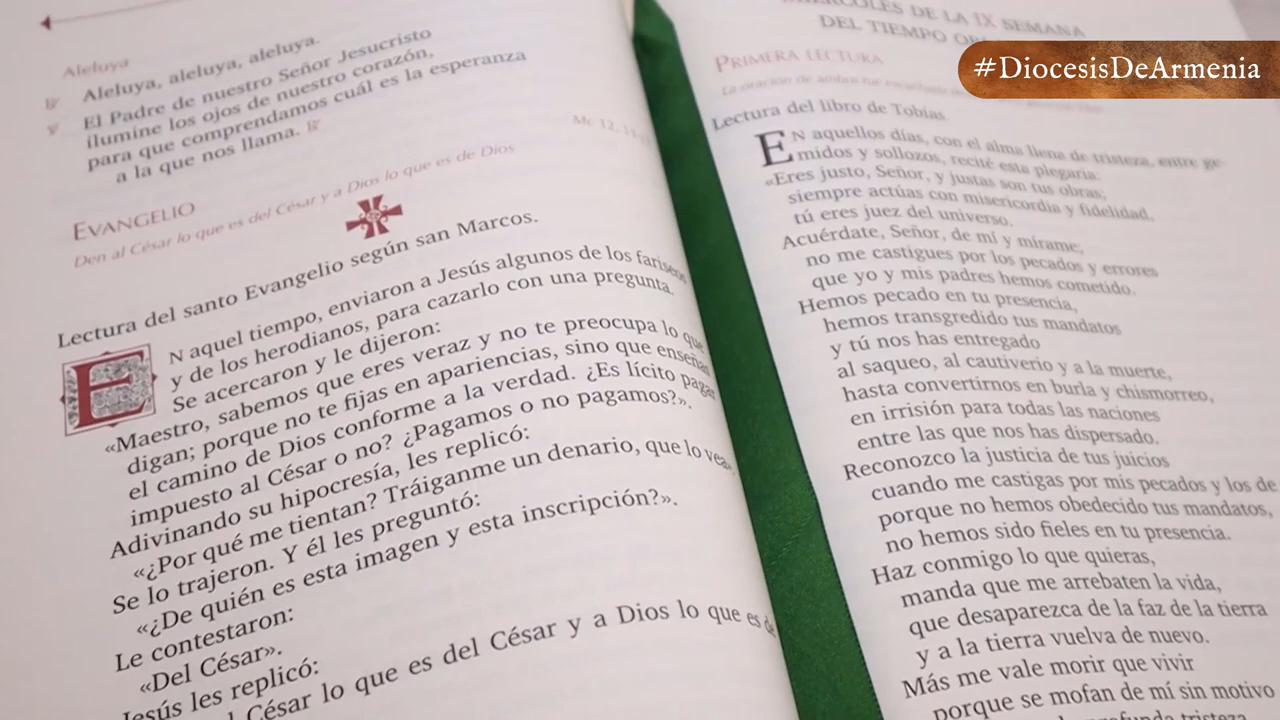 Aleluya
℣ Aleluya, aleluya, aleluya.
℣ El Padre de nuestro Señor Jesucristo
ilumine los ojos de nuestro corazón,
para que comprendamos cuál es la esperanza
a la que nos llama. ℟
Mc 12, 13-
EVANGELIO
Den al César lo que es del César y a Dios lo que es de Dios
Lectura del santo Evangelio según san Marcos.
EN aquel tiempo, enviaron a Jesús algunos de los fariseos
y de los herodianos, para cazarlo con una pregunta.
Se acercaron y le dijeron:
«Maestro, sabemos que eres veraz y no te preocupa lo que
digan; porque no te fijas en apariencias, sino que enseñas
el camino de Dios conforme a la verdad. ¿Es lícito pagar
impuesto al César o no? ¿Pagamos o no pagamos?».
Adivinando su hipocresía, les replicó:
«¿Por qué me tientan? Tráiganme un denario, que lo vea».
Se lo trajeron. Y él les preguntó:
«¿De quién es esta imagen y esta inscripción?».
Le contestaron:
«Del César».
Jesús les replicó:
César lo que es del César y a Dios lo que es de
DE LA IX SEMANA
DEL TIEMPO
#DiocesisDeArmenia
PRIMERA LECTURA
La oración de ambos fue escuchada
Lectura del libro de Tobías.
EN aquellos días, con el alma llena de tristeza, entre ge-
midos y sollozos, recité esta plegaria:
«Eres justo, Señor, y justas son tus obras;
siempre actúas con misericordia y fidelidad,
tú eres juez del universo.
Acuérdate, Señor, de mí y mírame;
no me castigues por los pecados y errores
que yo y mis padres hemos cometido.
Hemos pecado en tu presencia,
hemos transgredido tus mandatos
y tú nos has entregado
al saqueo, al cautiverio y a la muerte,
hasta convertirnos en burla y chismorreo,
en irrisión para todas las naciones
entre las que nos has dispersado.
Reconozco la justicia de tus juicios
cuando me castigas por mis pecados y los de
porque no hemos obedecido tus mandatos,
no hemos sido fieles en tu presencia.
Haz conmigo lo que quieras,
manda que me arrebaten la vida,
que desaparezca de la faz de la tierra
y a la tierra vuelva de nuevo.
Más me vale morir que vivir
porque se mofan de mí sin motivo
profunda tristeza